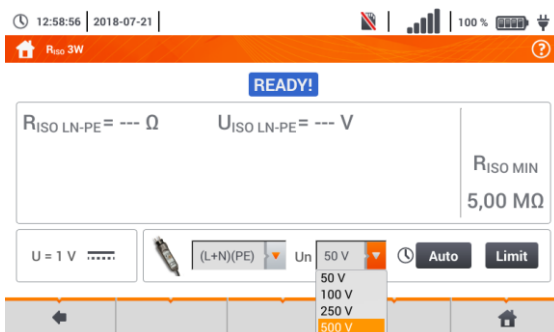 12:58:56 2018-07-21 100 %
RISO 3W ?
READY!
RISO LN-PE= --- Ω UISO LN-PE= --- V
RISO MIN
5,00 MΩ
U = 1 V (L+N)(PE) Un 50 V Auto Limit
50 V
100 V
250 V
500 V